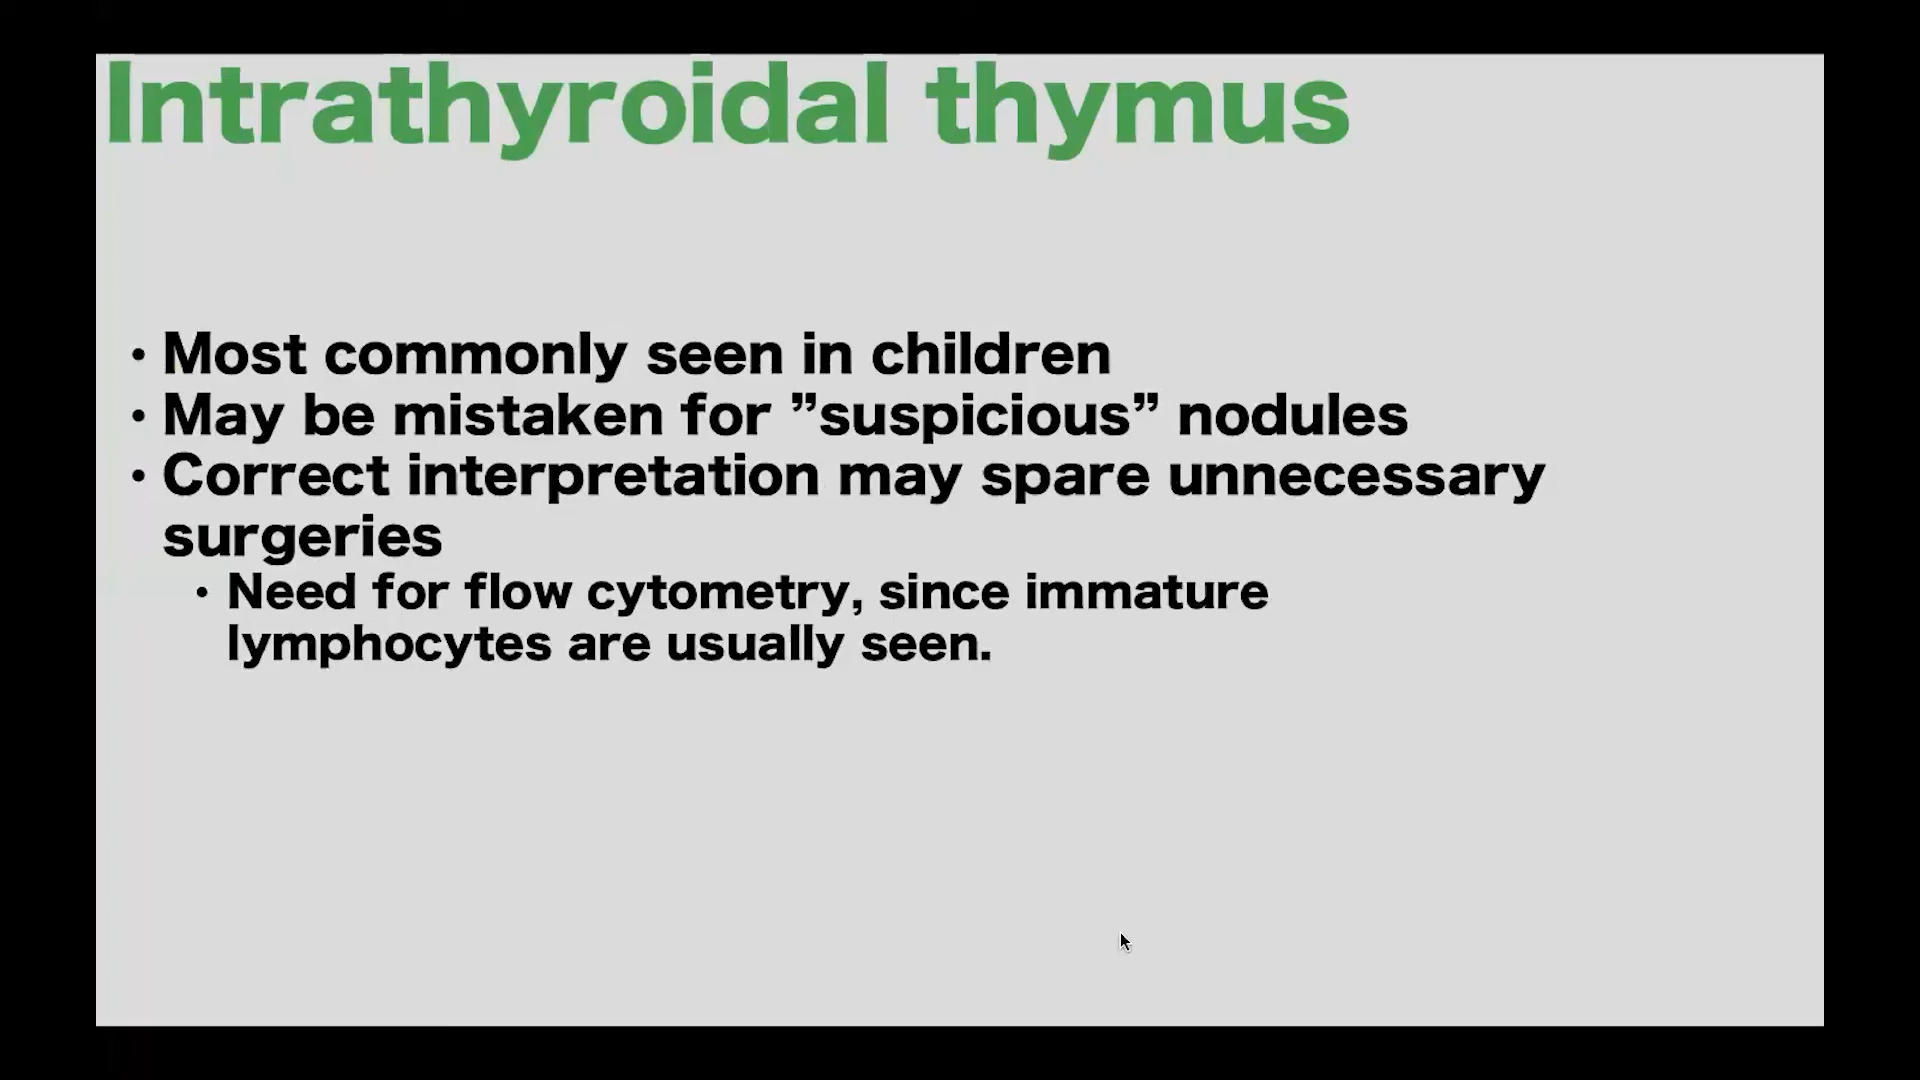 Intrathyroidal thymus
• Most commonly seen in children
• May be mistaken for ”suspicious” nodules
• Correct interpretation may spare unnecessary
surgeries
• Need for flow cytometry, since immature
lymphocytes are usually seen.